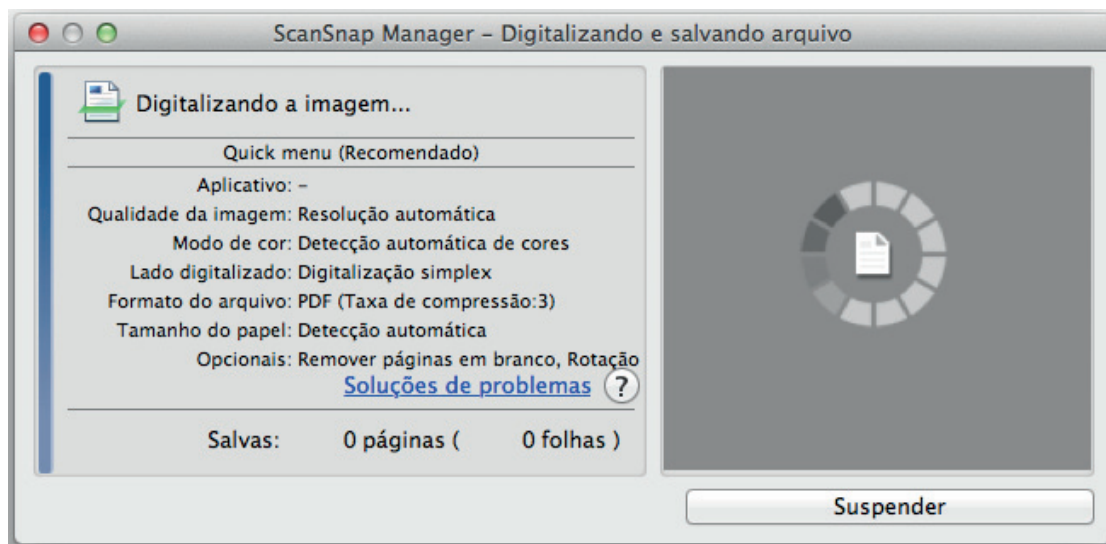 ScanSnap Manager – Digitalizando e salvando arquivo
Digitalizando a imagem...
Quick menu (Recomendado)
Aplicativo: –
Qualidade da imagem: Resolução automática
Modo de cor: Detecção automática de cores
Lado digitalizado: Digitalização simplex
Formato do arquivo: PDF (Taxa de compressão:3)
Tamanho do papel: Detecção automática
Opcionais: Remover páginas em branco, Rotação
Soluções de problemas ?
Salvas: 0 páginas ( 0 folhas )
Suspender